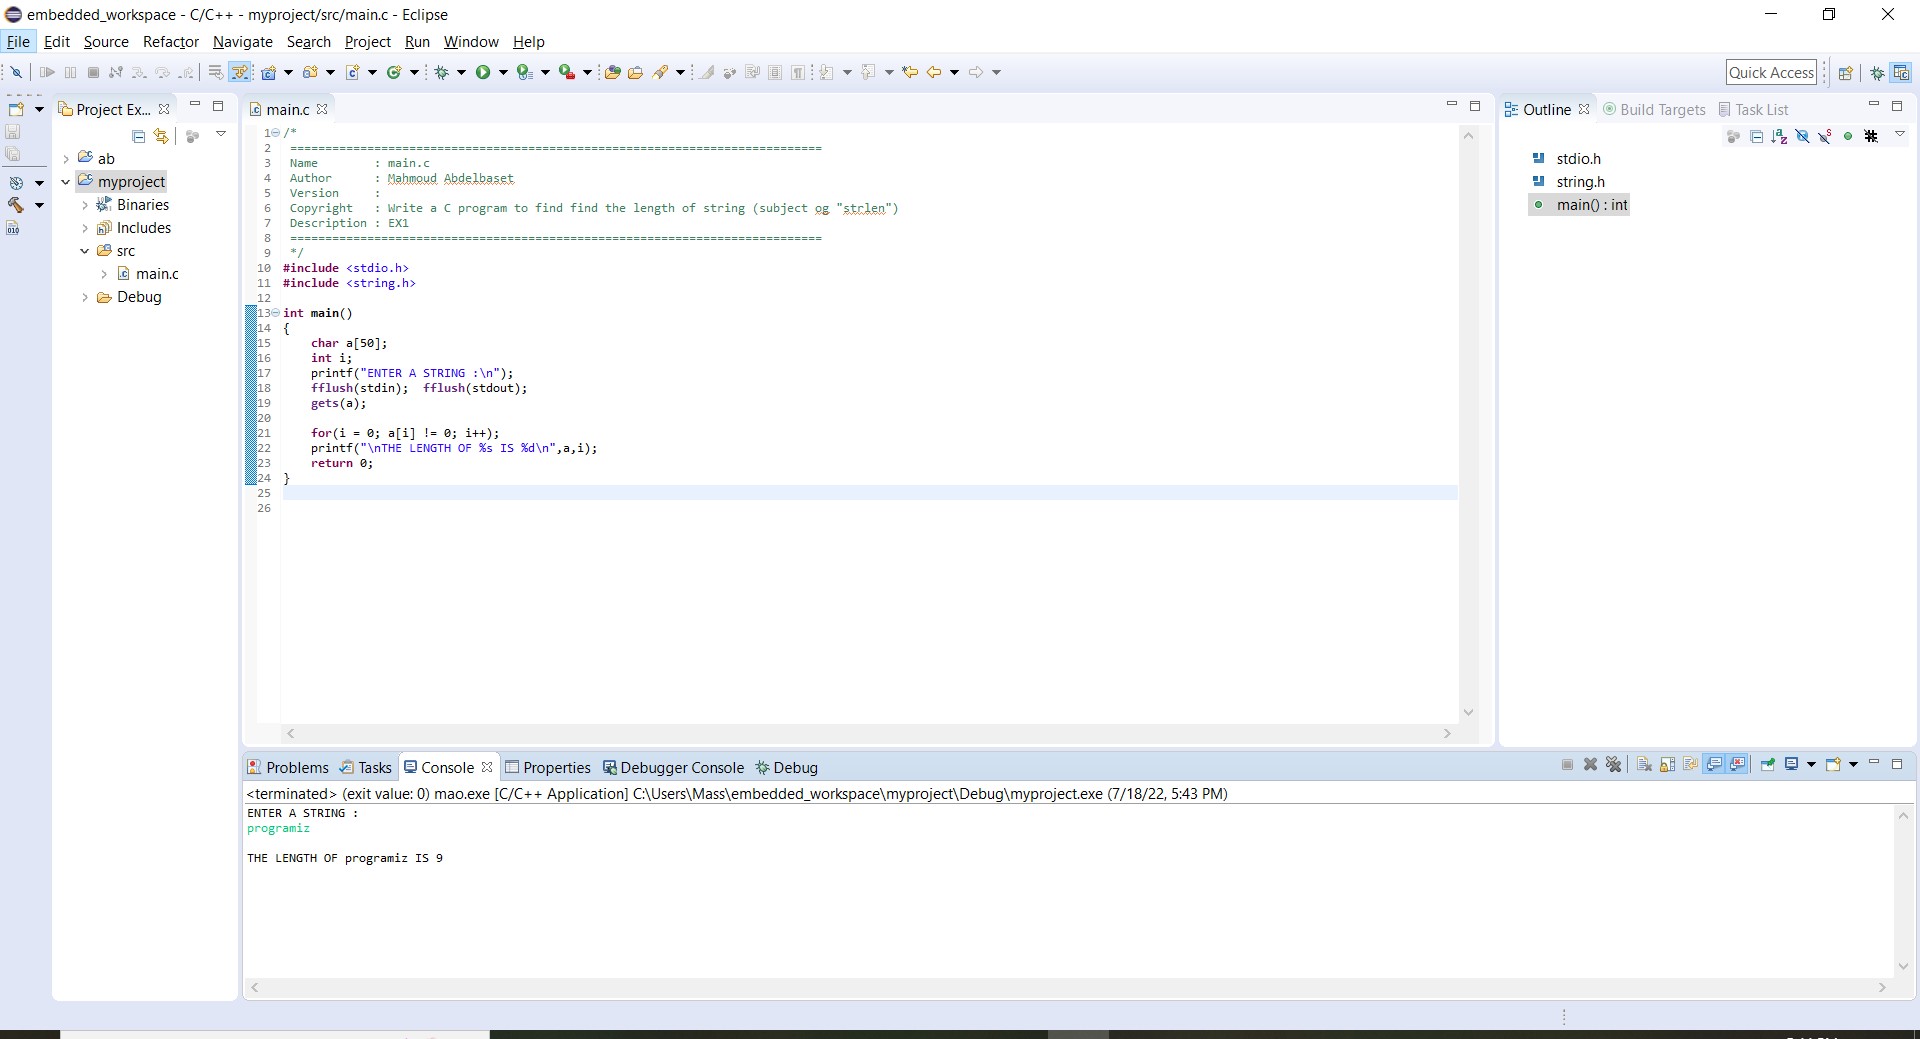 embedded_workspace - C/C++ - myproject/src/main.c - Eclipse
File Edit Source Refactor Navigate Search Project Run Window Help
Quick Access
Project Ex...
ab
myproject
Binaries
Includes
src
main.c
Debug
main.c
1 /*
2 ============================================================================
3 Name        : main.c
4 Author      : Mahmoud Abdelbaset
5 Version     :
6 Copyright   : Write a C program to find find the length of string (subject og "strlen")
7 Description : EX1
8 ============================================================================
9 */
10 #include <stdio.h>
11 #include <string.h>
12
13 int main()
14 {
15     char a[50];
16     int i;
17     printf("ENTER A STRING :\n");
18     fflush(stdin);  fflush(stdout);
19     gets(a);
20
21     for(i = 0; a[i] != 0; i++);
22     printf("\nTHE LENGTH OF %s IS %d\n",a,i);
23     return 0;
24 }
25
26
Outline Build Targets Task List
stdio.h
string.h
main() : int
Problems Tasks Console Properties Debugger Console Debug
<terminated> (exit value: 0) mao.exe [C/C++ Application] C:\Users\Mass\embedded_workspace\myproject\Debug\myproject.exe (7/18/22, 5:43 PM)
ENTER A STRING :
programiz
THE LENGTH OF programiz IS 9